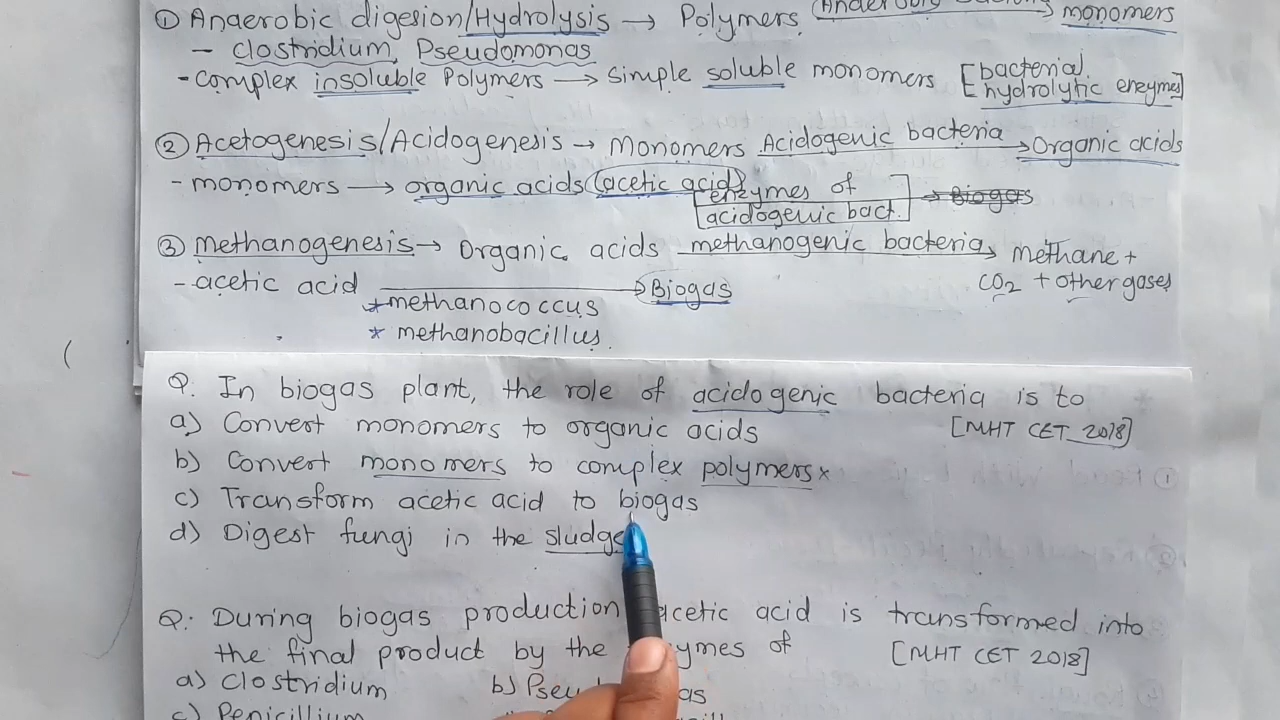 ① Anaerobic digesion/Hydrolysis → Polymers (Anaerobic → monomers
- clostridium, Pseudomonas
- Complex insoluble Polymers → simple soluble monomers [bacterial hydrolytic enzymes]
② Acetogenesis/Acidogenesis → Monomers Acidogenic bacteria → Organic acids
- monomers → organic acids (acetic acid)
[enzymes of acidogenic bact.] → Biogas
③ methanogenesis → Organic acids methanogenic bacteria → methane +
CO2 + other gases
- acetic acid → Biogas
* methanococcus
* methanobacillus.
Q. In biogas plant, the role of acidogenic bacteria is to
a) Convert monomers to organic acids [MHT CET 2018]
b) Convert monomers to complex polymers x
c) Transform acetic acid to biogas
d) Digest fungi in the sludge
Q. During biogas production acetic acid is transformed into
the final product by the of [MHT CET 2018]
a) Clostridium b)
c) Penicillium